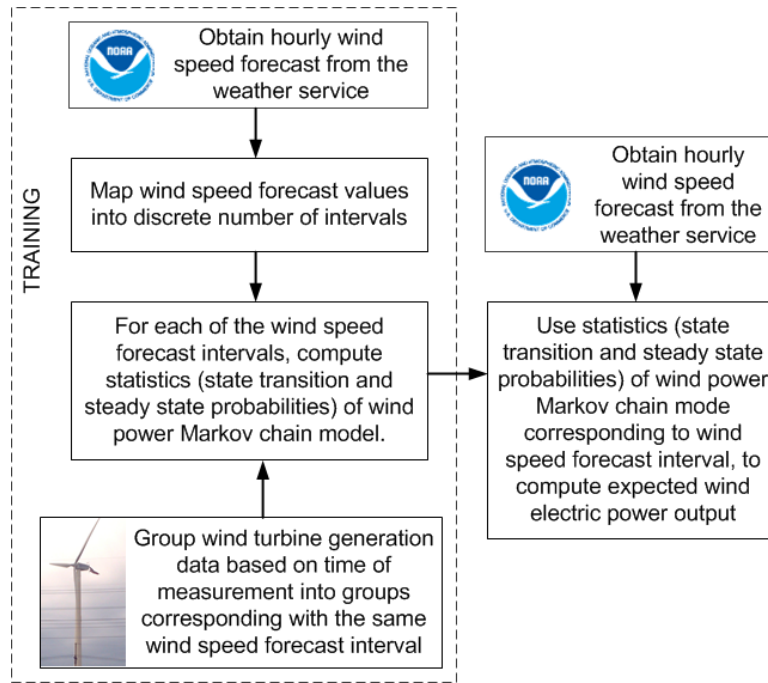 Obtain hourly wind
speed forecast from the
weather service
NOAA
Map wind speed forecast values
into discrete number of intervals
TRAINING
For each of the wind speed
forecast intervals, compute
statistics (state transition and
steady state probabilities) of wind
power Markov chain model.
Group wind turbine generation
data based on time of
measurement into groups
corresponding with the same
wind speed forecast interval
NOAA
Obtain hourly
wind speed
forecast from the
weather service
Use statistics (state
transition and steady state
probabilities) of wind power
Markov chain mode
corresponding to wind
speed forecast interval, to
compute expected wind
electric power output